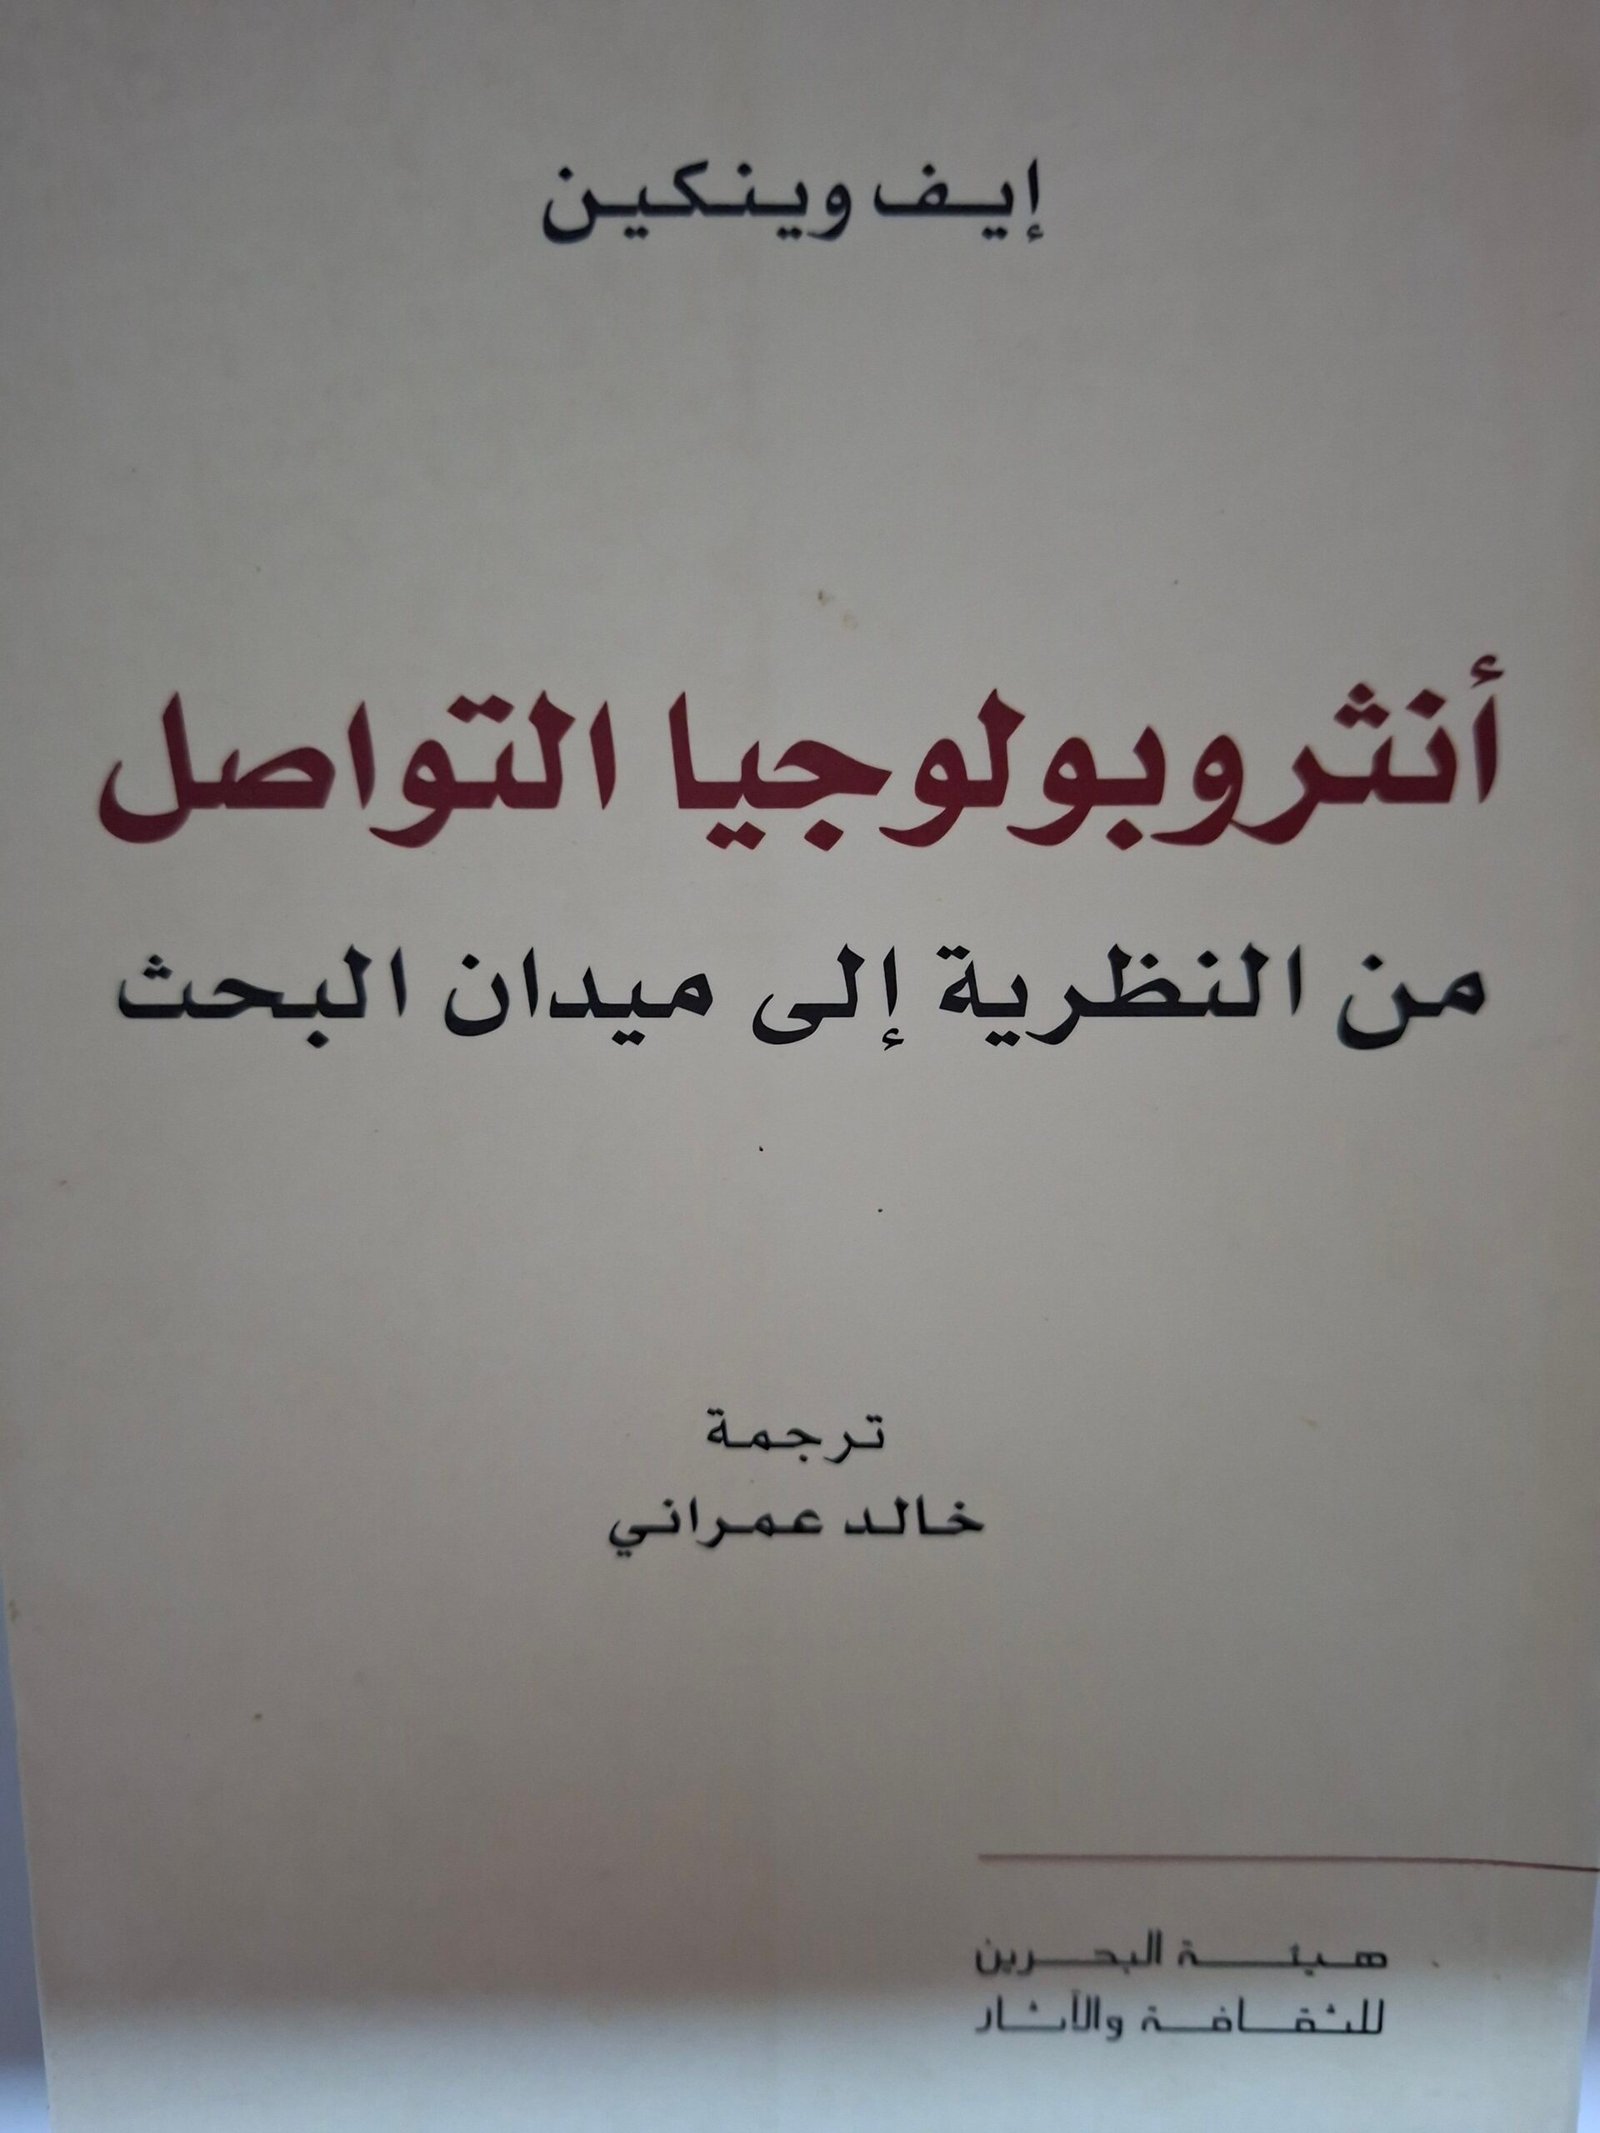 إيف وينكين
أنثروبولوجيا التواصل
من النظرية إلى ميدان البحث
ترجمة
خالد عمراني
هيئة البحرين
للثقافة والآثار